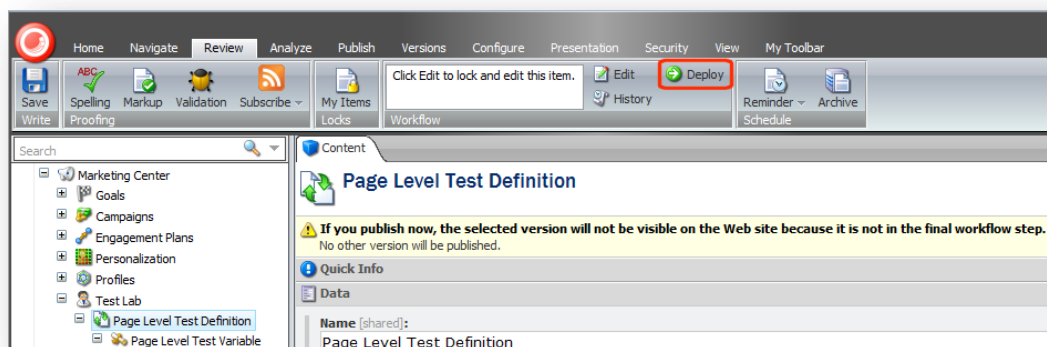 Home Navigate Review Analyze Publish Versions Configure Presentation Security View My Toolbar
Click Edit to lock and edit this item. Edit Deploy
ABC
History
Save Spelling Markup Validation Subscribe My Items Reminder Archive
Write Proofing Locks Workflow Schedule
Search
Content
Marketing Center
Goals
Campaigns
Engagement Plans
Personalization
Profiles
Test Lab
Page Level Test Definition
Page Level Test Variable
Page Level Test Definition
If you publish now, the selected version will not be visible on the Web site because it is not in the final workflow step.
No other version will be published.
Quick Info
Data
Name [shared]:
Page Level Test Definition